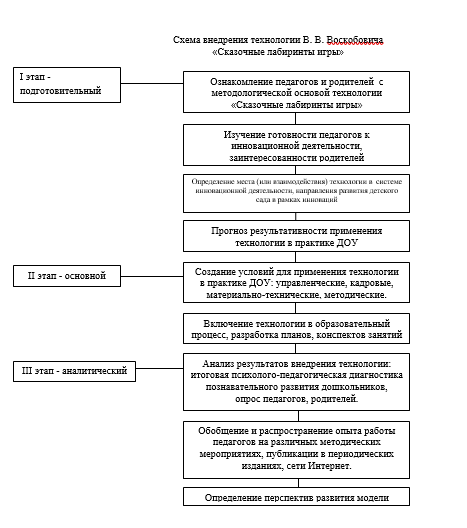 Схема внедрения технологии В. В. Воскобовича
«Сказочные лабиринты игры»
I этап -
подготовительный
Ознакомление педагогов и родителей с
методологической основой технологии
«Сказочные лабиринты игры»
Изучение готовности педагогов к
инновационной деятельности,
заинтересованности родителей
Определение места (или взаимодействия) технологии в системе
инновационной деятельности, направления развития детского
сада в рамках инноваций
Прогноз результативности применения
технологии в практике ДОУ
II этап - основной
Создание условий для применения технологии
в практике ДОУ: управленческие, кадровые,
материально-технические, методические.
Включение технологии в образовательный
процесс, разработка планов, конспектов занятий
III этап - аналитический
Анализ результатов внедрения технологии:
итоговая психолого-педагогическая диагностика
познавательного развития дошкольников,
опрос педагогов, родителей.
Обобщение и распространение опыта работы
педагогов на различных методических
мероприятиях, публикации в периодических
изданиях, сети Интернет.
Определение перспектив развития модели